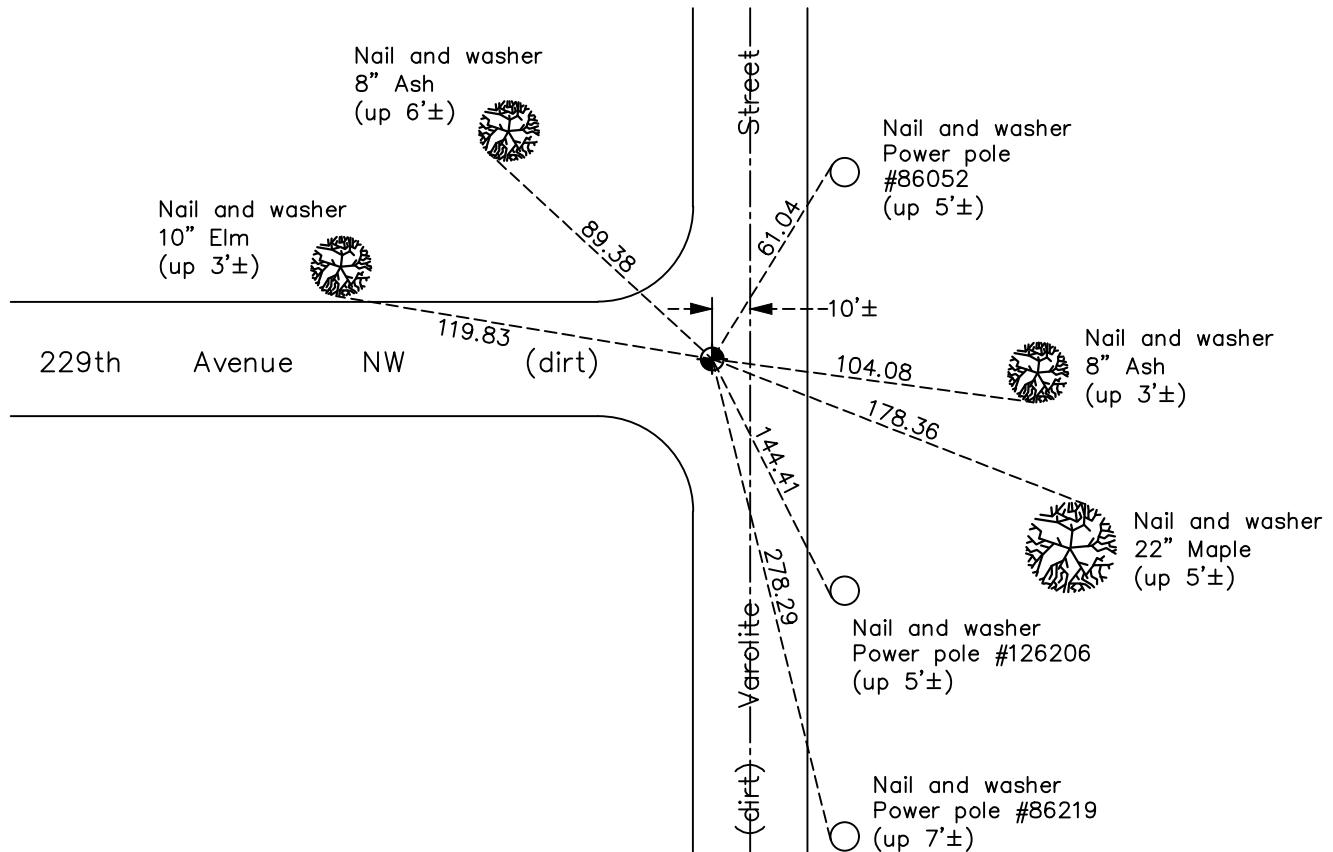 Nail and washer
8" Ash
(up 6'±)
Street
Nail and washer
Power pole
#86052
(up 5'±)
Nail and washer
10" Elm
(up 3'±)
89.38
61.04
10'±
119.83
229th Avenue NW (dirt)
104.08
Nail and washer
8" Ash
(up 3'±)
178.36
144.41
Nail and washer
22" Maple
(up 5'±)
278.29
Varolite
Nail and washer
Power pole #126206
(up 5'±)
(dirt)
Nail and washer
Power pole #86219
(up 7'±)